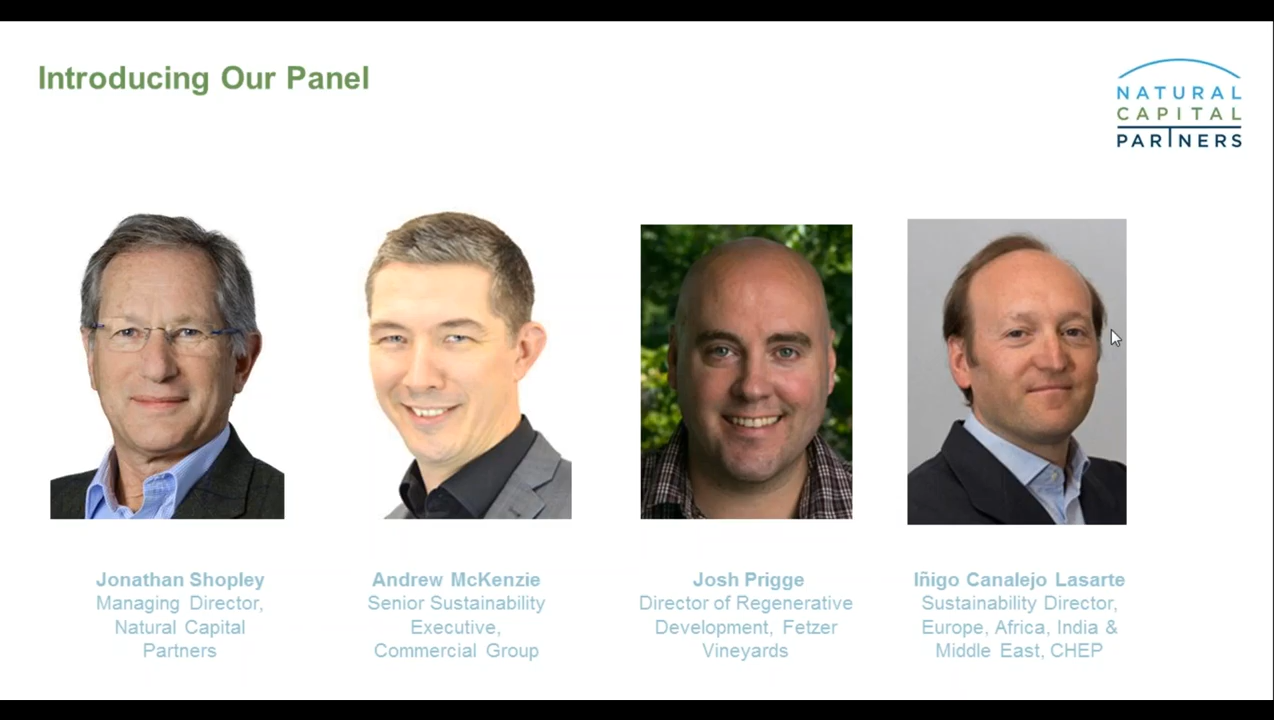 Introducing Our Panel
NATURAL
CAPITAL
PARTNERS
Jonathan Shopley
Managing Director,
Natural Capital
Partners
Andrew McKenzie
Senior Sustainability
Executive,
Commercial Group
Josh Prigge
Director of Regenerative
Development, Fetzer
Vineyards
Iñigo Canalejo Lasarte
Sustainability Director,
Europe, Africa, India &
Middle East, CHEP